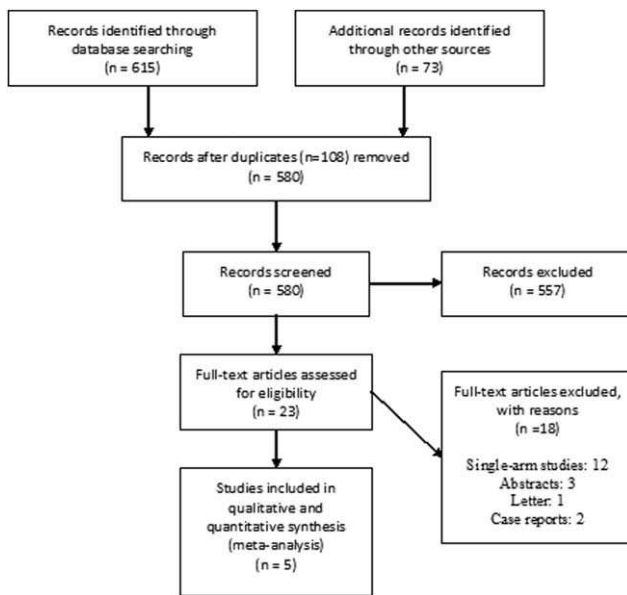 Records identified through
database searching
(n = 615)
Additional records identified
through other sources
(n = 73)
Records after duplicates (n=108) removed
(n = 580)
Records screened
(n = 580)
Records excluded
(n = 557)
Full-text articles assessed
for eligibility
(n = 23)
Full-text articles excluded,
with reasons
(n =18)
Single-arm studies: 12
Abstracts: 3
Letter: 1
Case reports: 2
Studies included in
qualitative and
quantitative synthesis
(meta-analysis)
(n = 5)